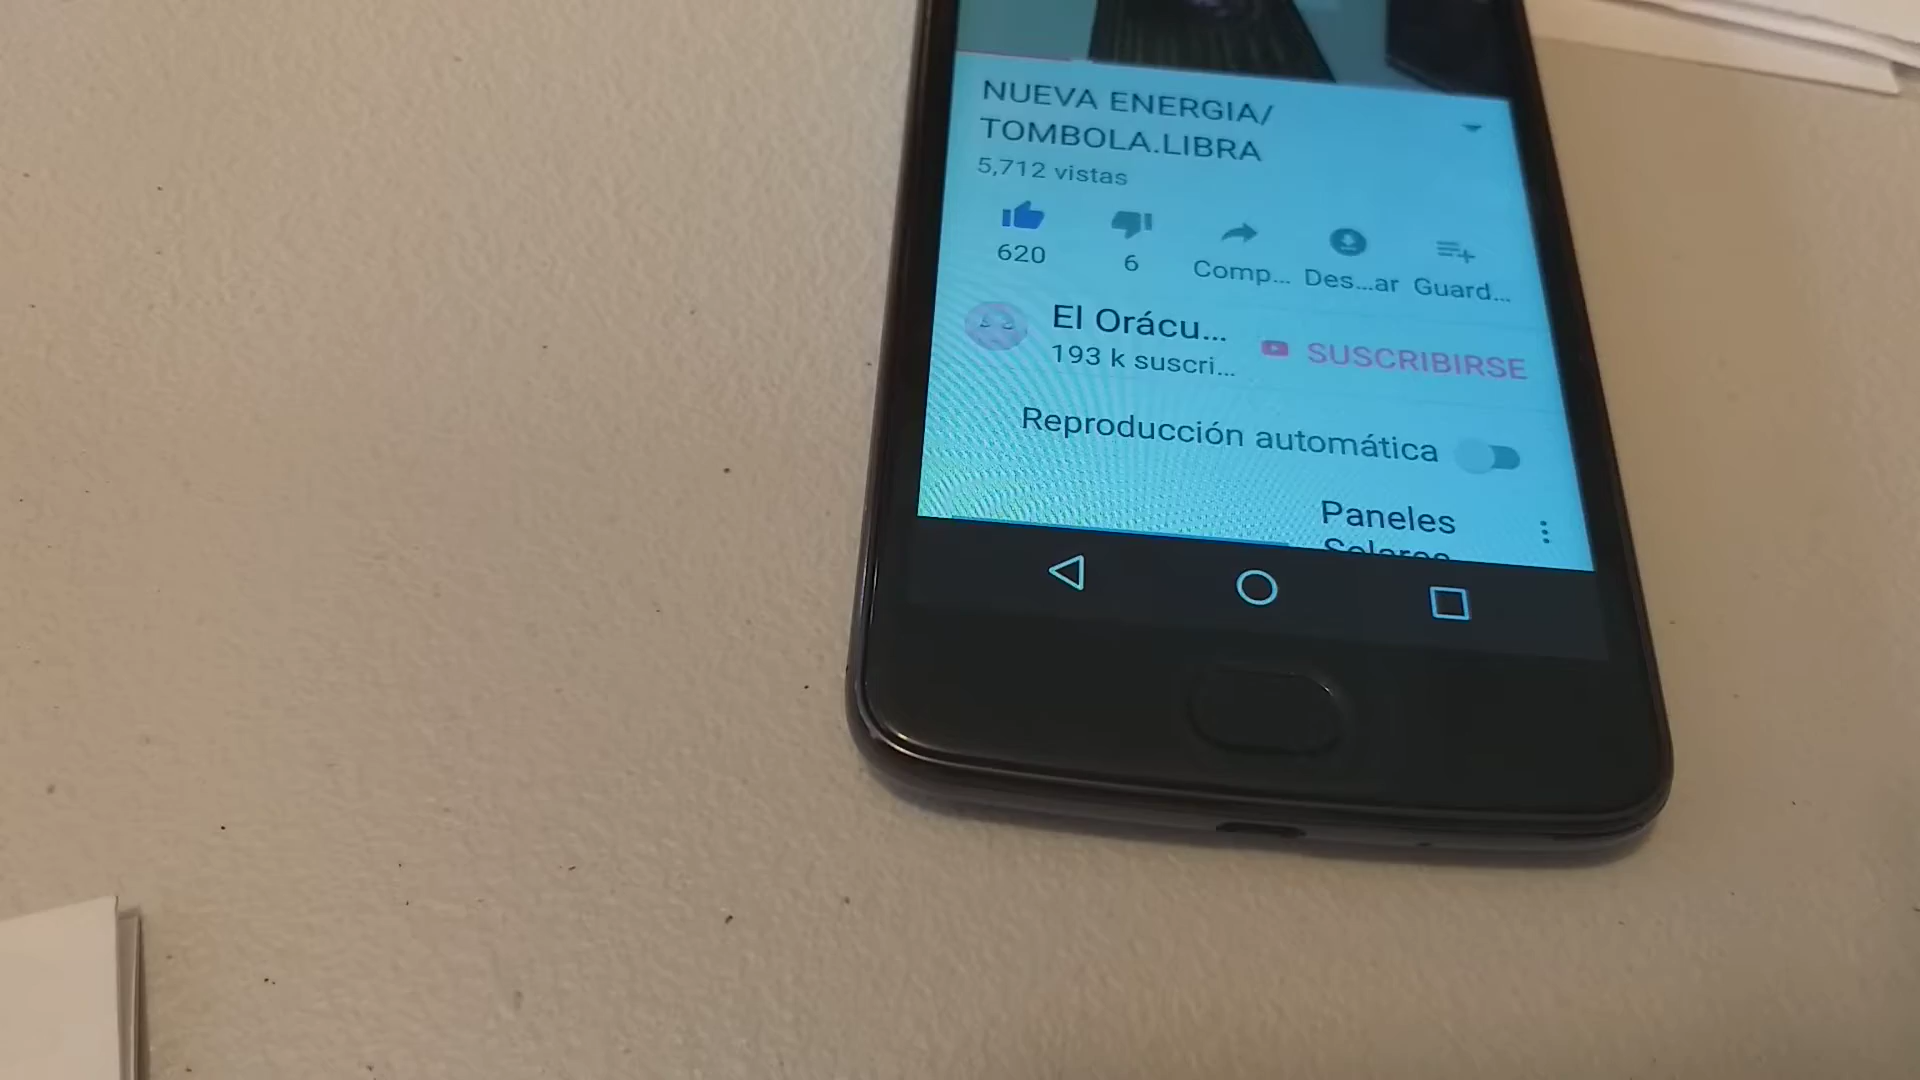 NUEVA ENERGIA/
TOMBOLA.LIBRA
5,712 vistas
620
6
Comp...
Des...ar
Guard...
El Orácu...
193 k suscri...
SUSCRIBIRSE
Reproducción automática
Paneles
Solares